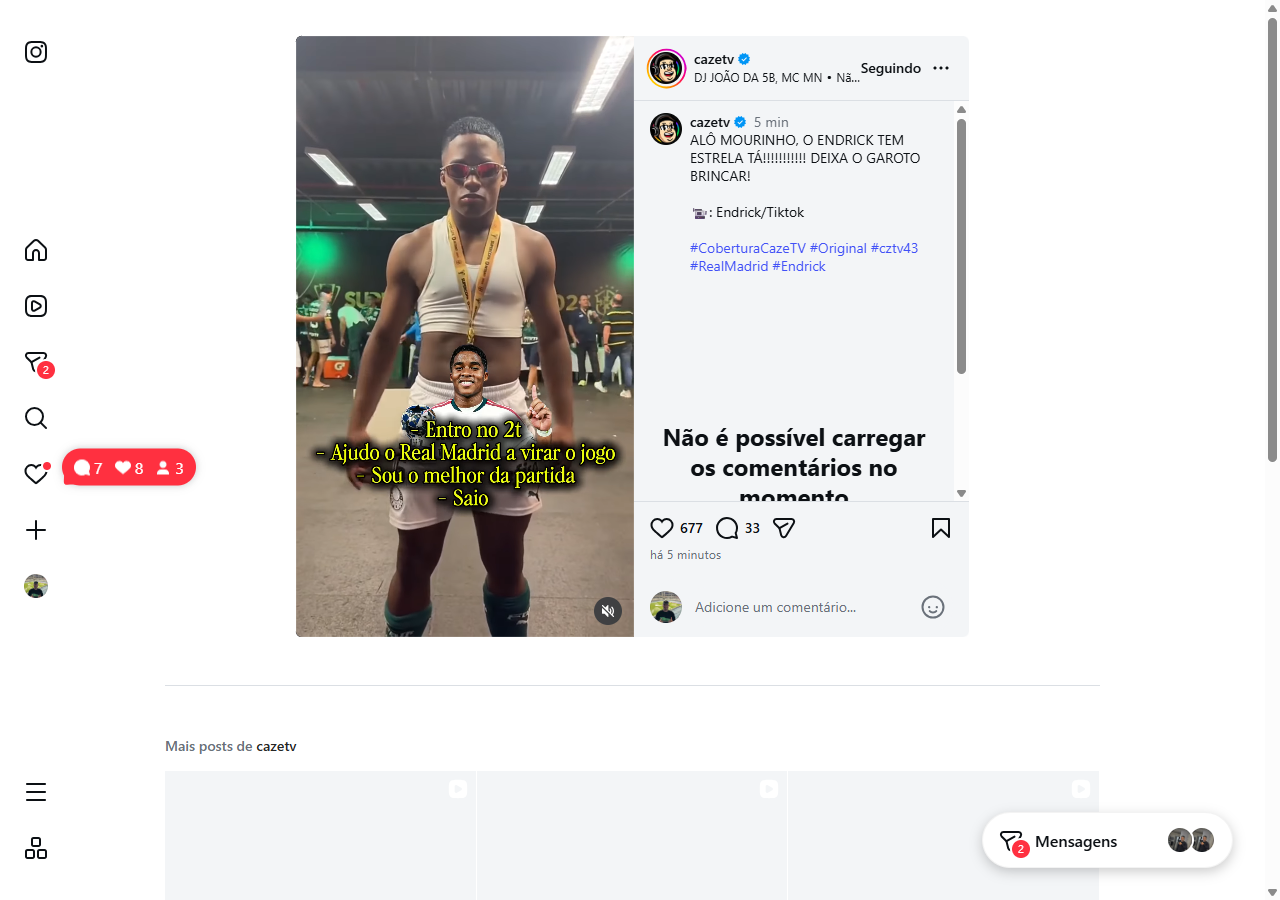 cazetv
DJ JOÃO DA 5B, MC MN • Nã...
Seguindo
cazetv 5 min
ALÔ MOURINHO, O ENDRICK TEM
ESTRELA TÁ!!!!!!!!!!! DEIXA O GAROTO
BRINCAR!
: Endrick/Tiktok
#CoberturaCazeTV #Original #cztv43
#RealMadrid #Endrick
- Entro no 2t
- Ajudo o Real Madrid a virar o jogo
- Sou o melhor da partida
- Saio
Não é possível carregar
os comentários no
momento
677 33
há 5 minutos
Adicione um comentário...
2
7 8 3
Mais posts de cazetv
2
Mensagens